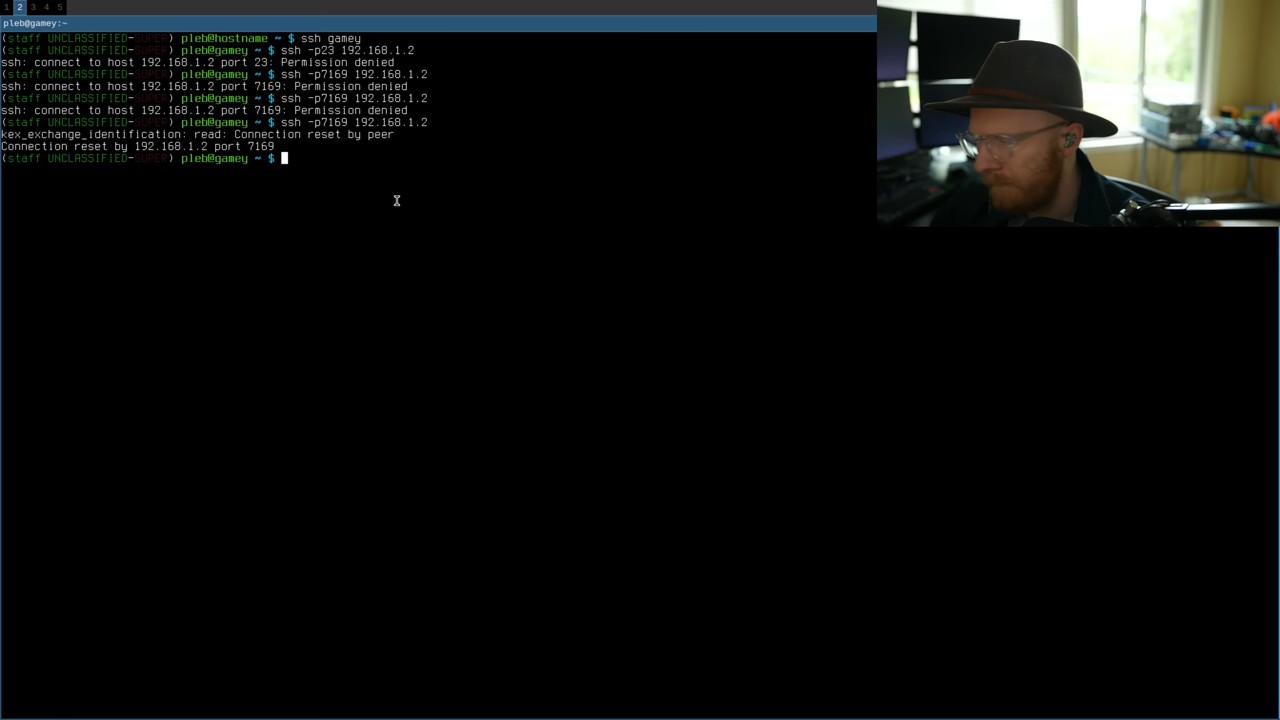 1 2 3 4 5
pleb@gamey:~
(staff UNCLASSIFIED-SUPER) pleb@hostname ~ $ ssh gamey
(staff UNCLASSIFIED-SUPER) pleb@gamey ~ $ ssh -p23 192.168.1.2
ssh: connect to host 192.168.1.2 port 23: Permission denied
(staff UNCLASSIFIED-SUPER) pleb@gamey ~ $ ssh -p7169 192.168.1.2
ssh: connect to host 192.168.1.2 port 7169: Permission denied
(staff UNCLASSIFIED-SUPER) pleb@gamey ~ $ ssh -p7169 192.168.1.2
ssh: connect to host 192.168.1.2 port 7169: Permission denied
(staff UNCLASSIFIED-SUPER) pleb@gamey ~ $ ssh -p7169 192.168.1.2
kex_exchange_identification: read: Connection reset by peer
Connection reset by 192.168.1.2 port 7169
(staff UNCLASSIFIED-SUPER) pleb@gamey ~ $